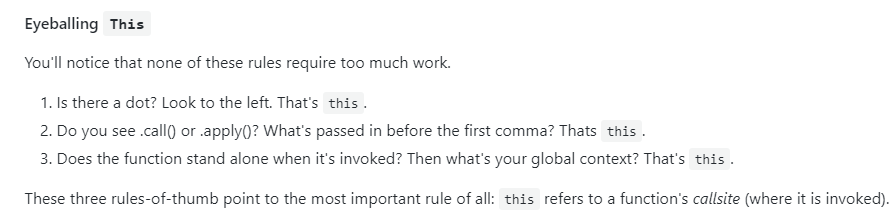 Eyeballing This
You'll notice that none of these rules require too much work.
1. Is there a dot? Look to the left. That's this.
2. Do you see .call() or .apply()? What's passed in before the first comma? Thats this.
3. Does the function stand alone when it's invoked? Then what's your global context? That's this.
These three rules-of-thumb point to the most important rule of all: this refers to a function's callsite (where it is invoked).